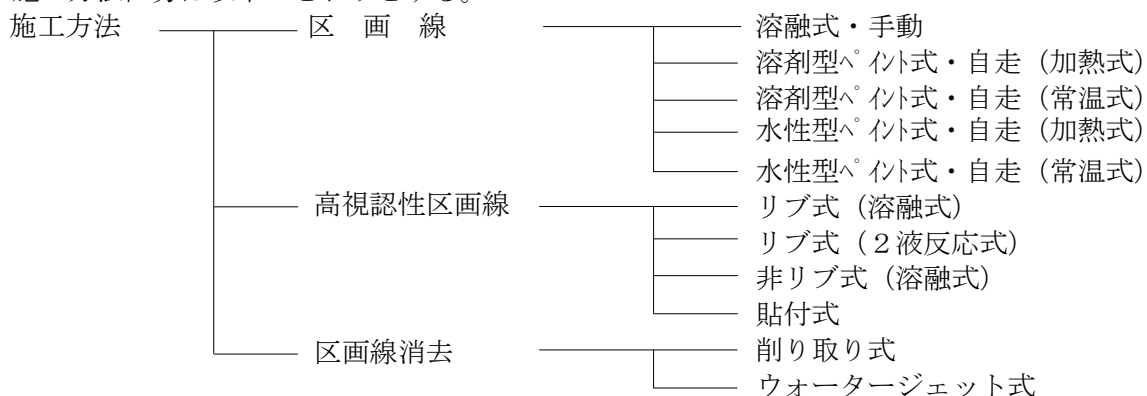 施工方法 区画線 溶融式・手動
溶剤型ペイント式・自走（加熱式）
溶剤型ペイント式・自走（常温式）
水性型ペイント式・自走（加熱式）
水性型ペイント式・自走（常温式）
高視認性区画線 リブ式（溶融式）
リブ式（２液反応式）
非リブ式（溶融式）
貼付式
区画線消去 削り取り式
ウォータージェット式